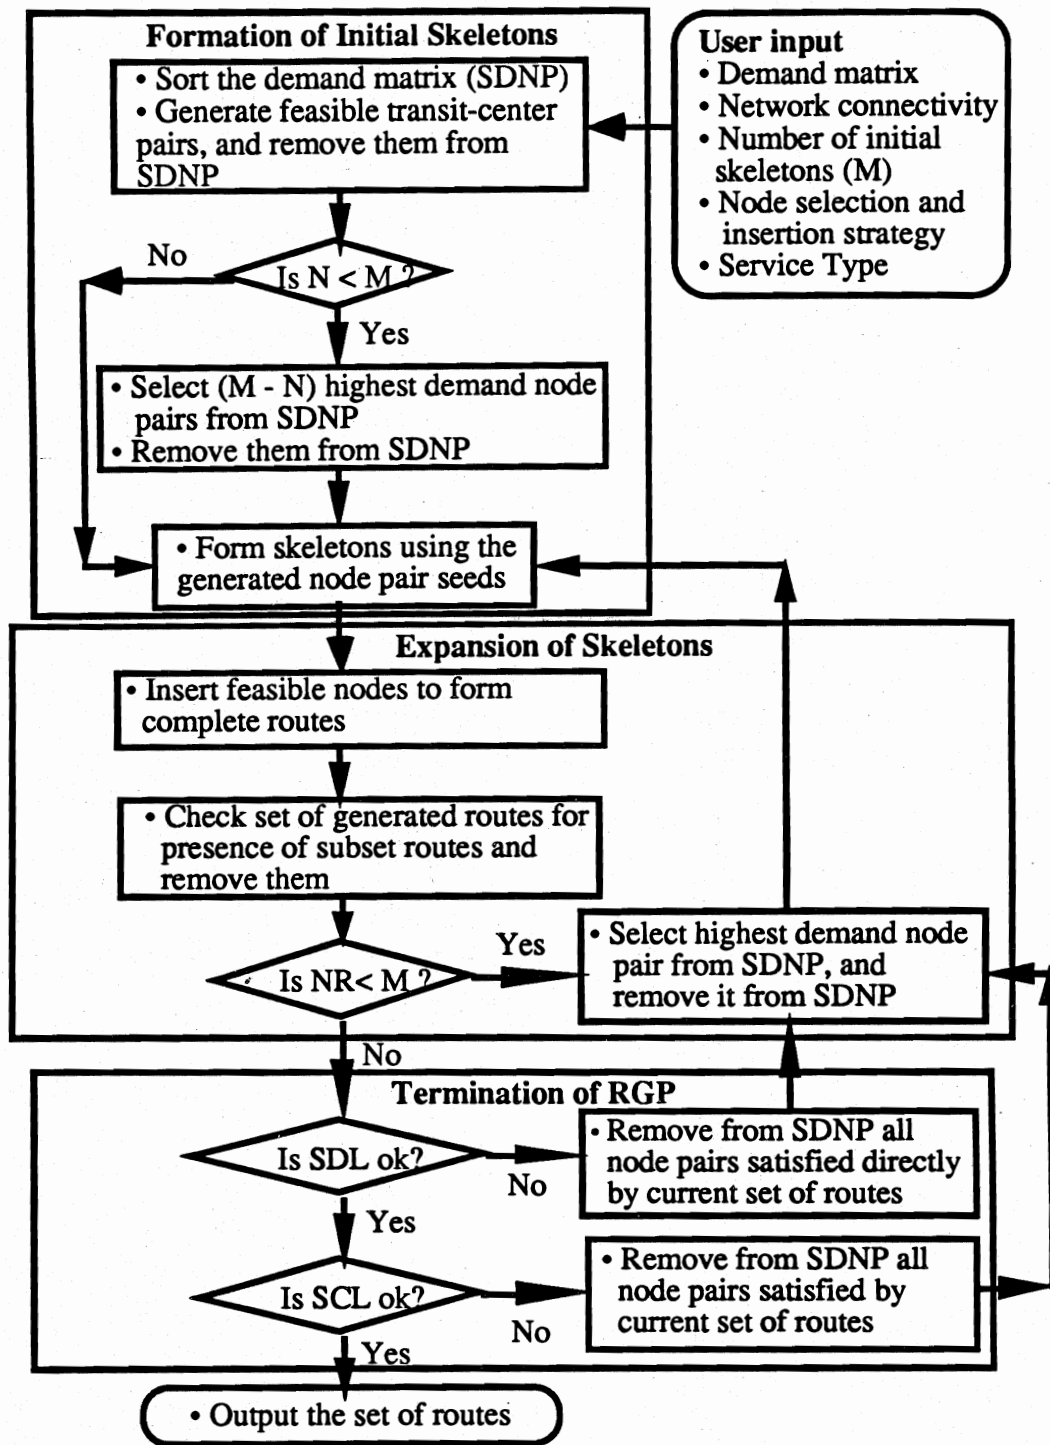 Formation of Initial Skeletons
• Sort the demand matrix (SDNP)
• Generate feasible transit-center
pairs, and remove them from
SDNP
User input
• Demand matrix
• Network connectivity
• Number of initial
skeletons (M)
• Node selection and
insertion strategy
• Service Type
No
Is N < M ?
Yes
• Select (M - N) highest demand node
pairs from SDNP
• Remove them from SDNP
• Form skeletons using the
generated node pair seeds
Expansion of Skeletons
• Insert feasible nodes to form
complete routes
• Check set of generated routes for
presence of subset routes and
remove them
Is NR< M ?
Yes
• Select highest demand node
pair from SDNP, and
remove it from SDNP
No
Termination of RGP
Is SDL ok?
No
• Remove from SDNP all
node pairs satisfied directly
by current set of routes
Yes
Is SCL ok?
No
• Remove from SDNP all
node pairs satisfied by
current set of routes
Yes
• Output the set of routes